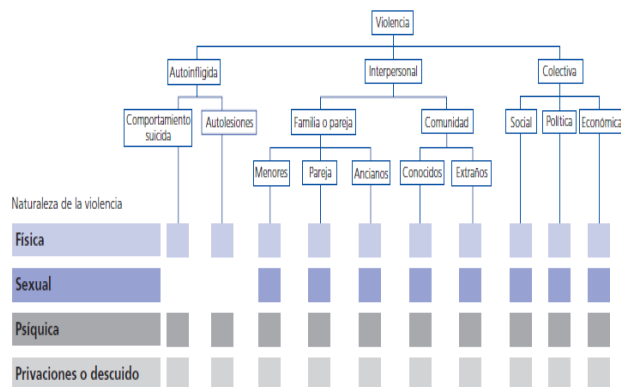 Violencia
Autoinfligida
Interpersonal
Colectiva
Comportamiento
suicida
Autolesiones
Familia o pareja
Comunidad
Social
Política
Económica
Menores
Pareja
Ancianos
Conocidos
Extraños
Naturaleza de la violencia
Física
Sexual
Psíquica
Privaciones o descuido